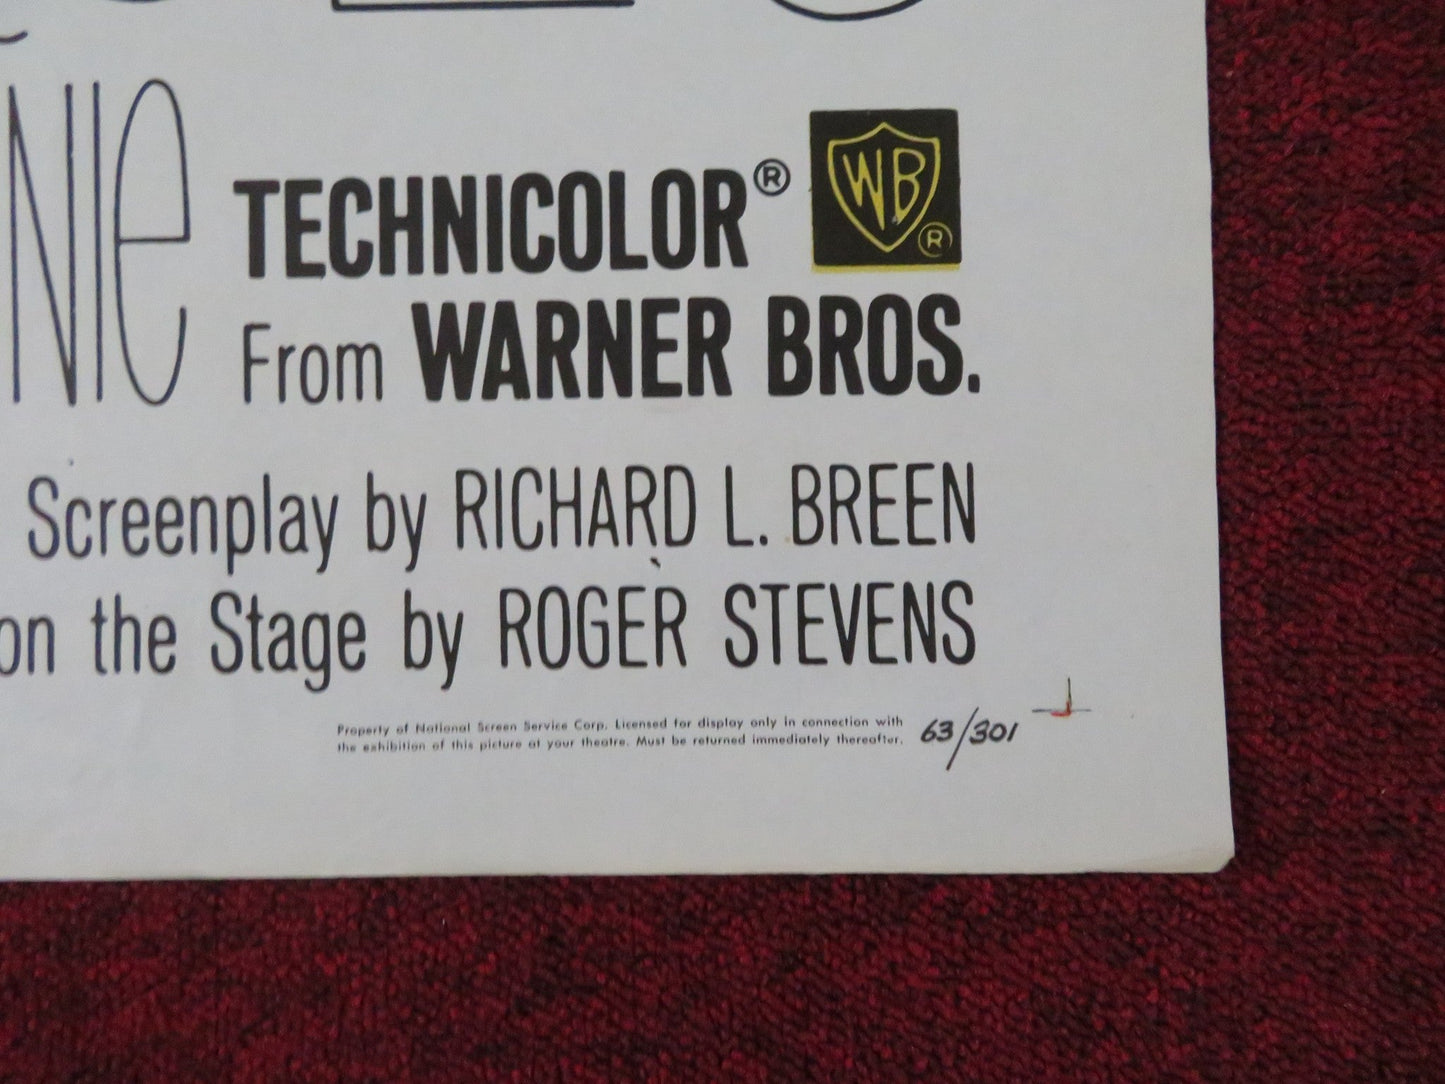 NIE
TECHNICOLOR®
WB
®
From WARNER BROS.
Screenplay by RICHARD L. BREEN
on the Stage by ROGER STEVENS
Property of National Screen Service Corp. Licensed for display only in connection with
the exhibition of this picture at your theatre. Must be returned immediately thereafter.
63/301